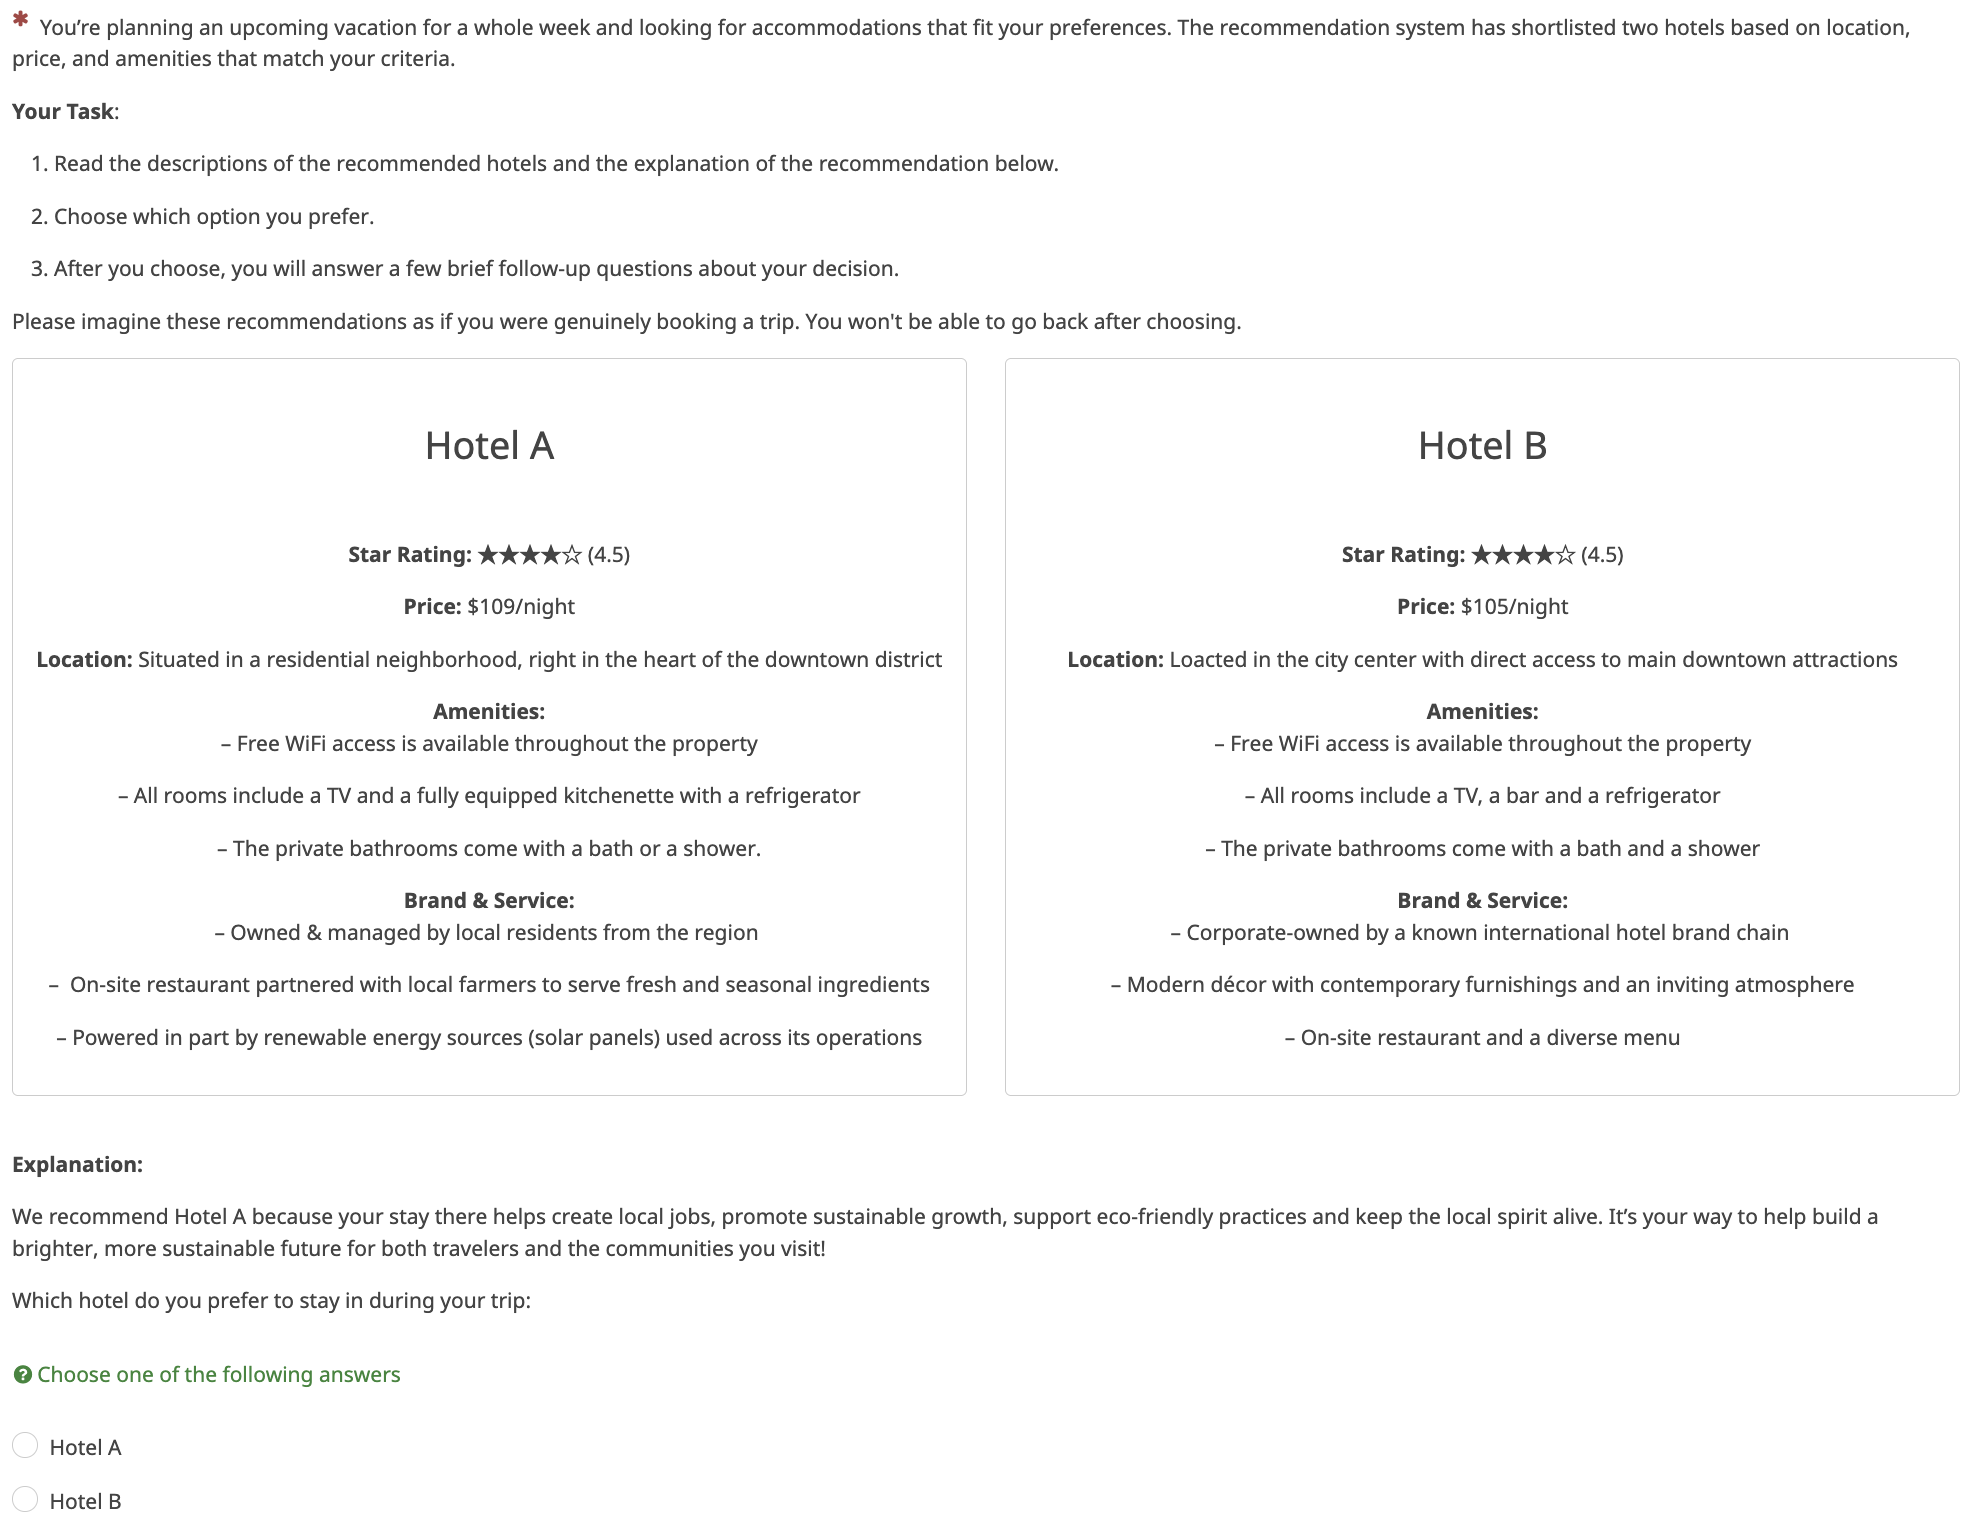 * You’re planning an upcoming vacation for a whole week and looking for accommodations that fit your preferences. The recommendation system has shortlisted two hotels based on location,
price, and amenities that match your criteria.
Your Task:
1. Read the descriptions of the recommended hotels and the explanation of the recommendation below.
2. Choose which option you prefer.
3. After you choose, you will answer a few brief follow-up questions about your decision.
Please imagine these recommendations as if you were genuinely booking a trip. You won't be able to go back after choosing.
Hotel A
Star Rating: ★★★★☆ (4.5)
Price: $109/night
Location: Situated in a residential neighborhood, right in the heart of the downtown district
Amenities:
– Free WiFi access is available throughout the property
– All rooms include a TV and a fully equipped kitchenette with a refrigerator
– The private bathrooms come with a bath or a shower.
Brand & Service:
– Owned & managed by local residents from the region
– On-site restaurant partnered with local farmers to serve fresh and seasonal ingredients
– Powered in part by renewable energy sources (solar panels) used across its operations
Hotel B
Star Rating: ★★★★☆ (4.5)
Price: $105/night
Location: Loacted in the city center with direct access to main downtown attractions
Amenities:
– Free WiFi access is available throughout the property
– All rooms include a TV, a bar and a refrigerator
– The private bathrooms come with a bath and a shower
Brand & Service:
– Corporate-owned by a known international hotel brand chain
– Modern décor with contemporary furnishings and an inviting atmosphere
– On-site restaurant and a diverse menu
Explanation:
We recommend Hotel A because your stay there helps create local jobs, promote sustainable growth, support eco-friendly practices and keep the local spirit alive. It’s your way to help build a
brighter, more sustainable future for both travelers and the communities you visit!
Which hotel do you prefer to stay in during your trip:
? Choose one of the following answers
Hotel A
Hotel B